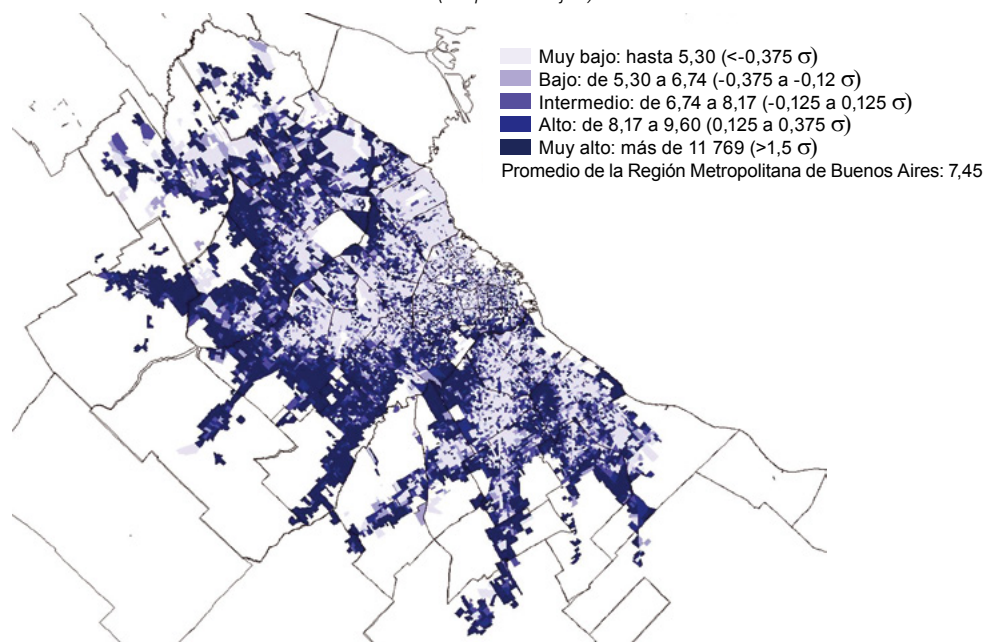 Muy bajo: hasta 5,30 (<-0,375 σ)
Bajo: de 5,30 a 6,74 (-0,375 a -0,12 σ)
Intermedio: de 6,74 a 8,17 (-0,125 a 0,125 σ)
Alto: de 8,17 a 9,60 (0,125 a 0,375 σ)
Muy alto: más de 11 769 (>1,5 σ)
Promedio de la Región Metropolitana de Buenos Aires: 7,45